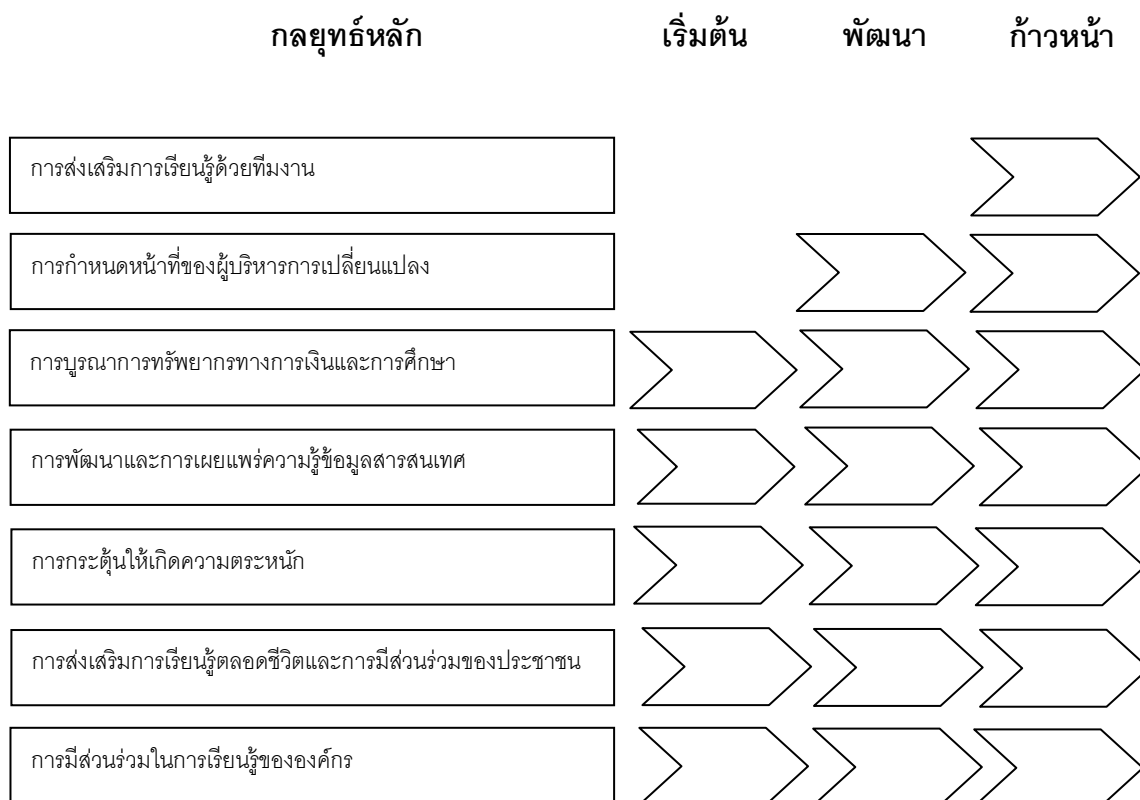 กลยุทธ์หลัก เริ่มต้น พัฒนา ก้าวหน้า
การส่งเสริมการเรียนรู้ด้วยทีมงาน
การกำหนดหน้าที่ของผู้บริหารการเปลี่ยนแปลง
การบูรณาการทรัพยากรทางการเงินและการศึกษา
การพัฒนาและการเผยแพร่ความรู้ข้อมูลสารสนเทศ
การกระตุ้นให้เกิดความตระหนัก
การส่งเสริมการเรียนรู้ตลอดชีวิตและการมีส่วนร่วมของประชาชน
การมีส่วนร่วมในการเรียนรู้ขององค์กร